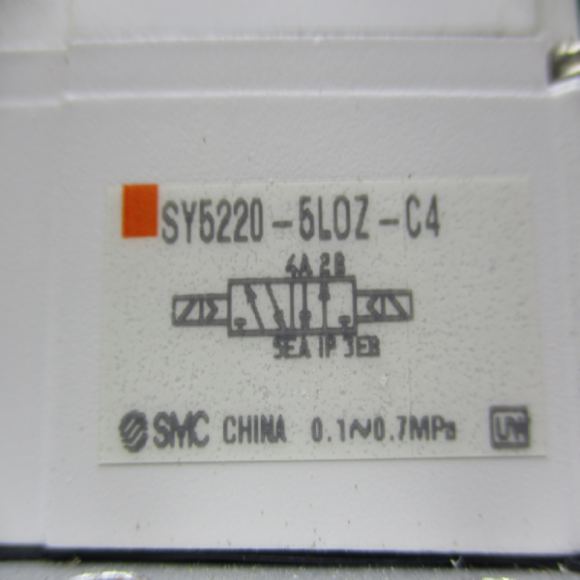 SY5220-5LOZ-C4
4A 2B
5EA 1P 3EB
SMC CHINA 0.1~0.7MPa